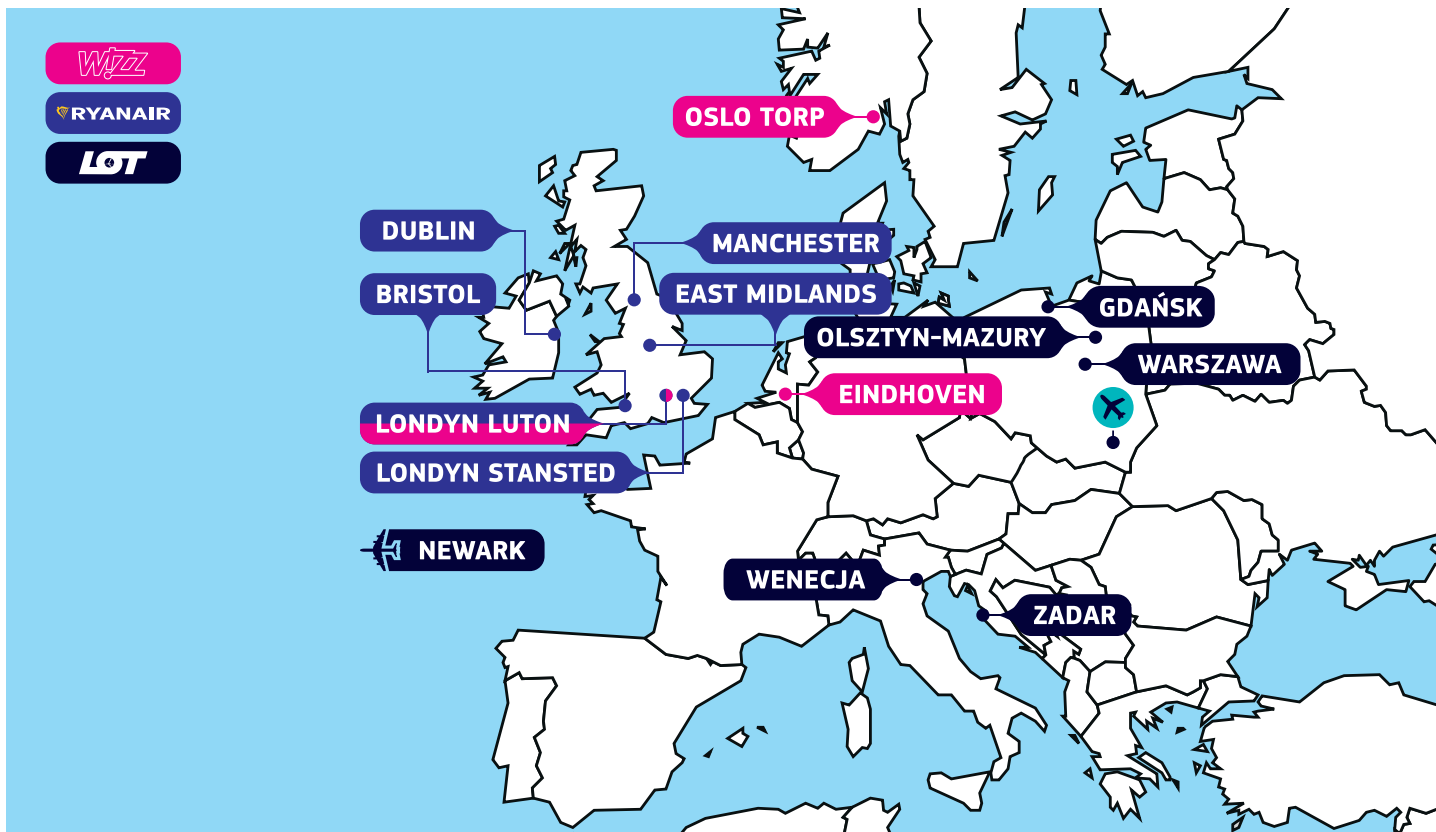 WIZZ
RYANAIR
LOT
OSLO TORP
DUBLIN
MANCHESTER
BRISTOL
EAST MIDLANDS
GDAŃSK
OLSZTYN-MAZURY
WARSZAWA
EINDHOVEN
LONDYN LUTON
LONDYN STANSTED
NEWARK
WENECJA
ZADAR